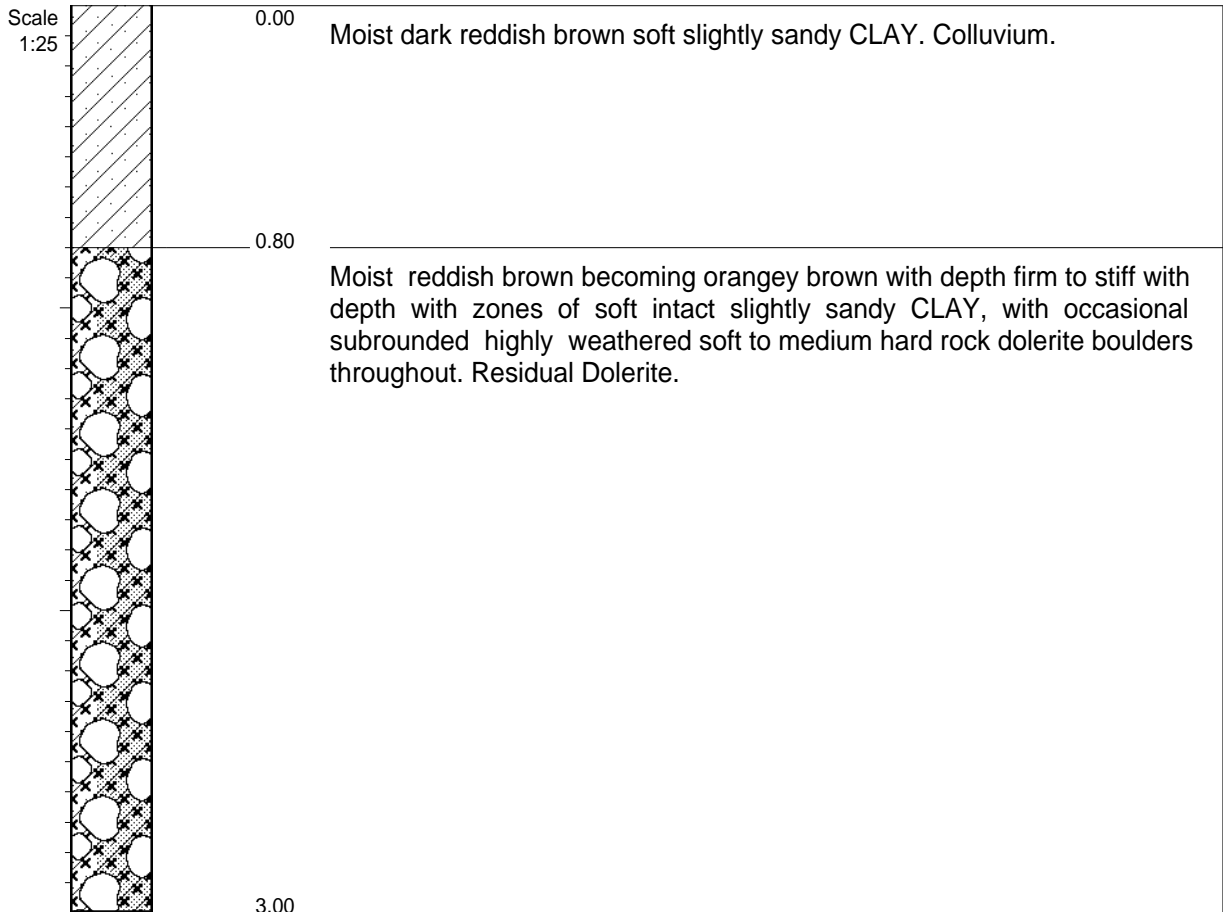 Scale
1:25
0.00
Moist dark reddish brown soft slightly sandy CLAY. Colluvium.
0.80
Moist reddish brown becoming orangey brown with depth firm to stiff with
depth with zones of soft intact slightly sandy CLAY, with occasional
subrounded highly weathered soft to medium hard rock dolerite boulders
throughout. Residual Dolerite.
3.00